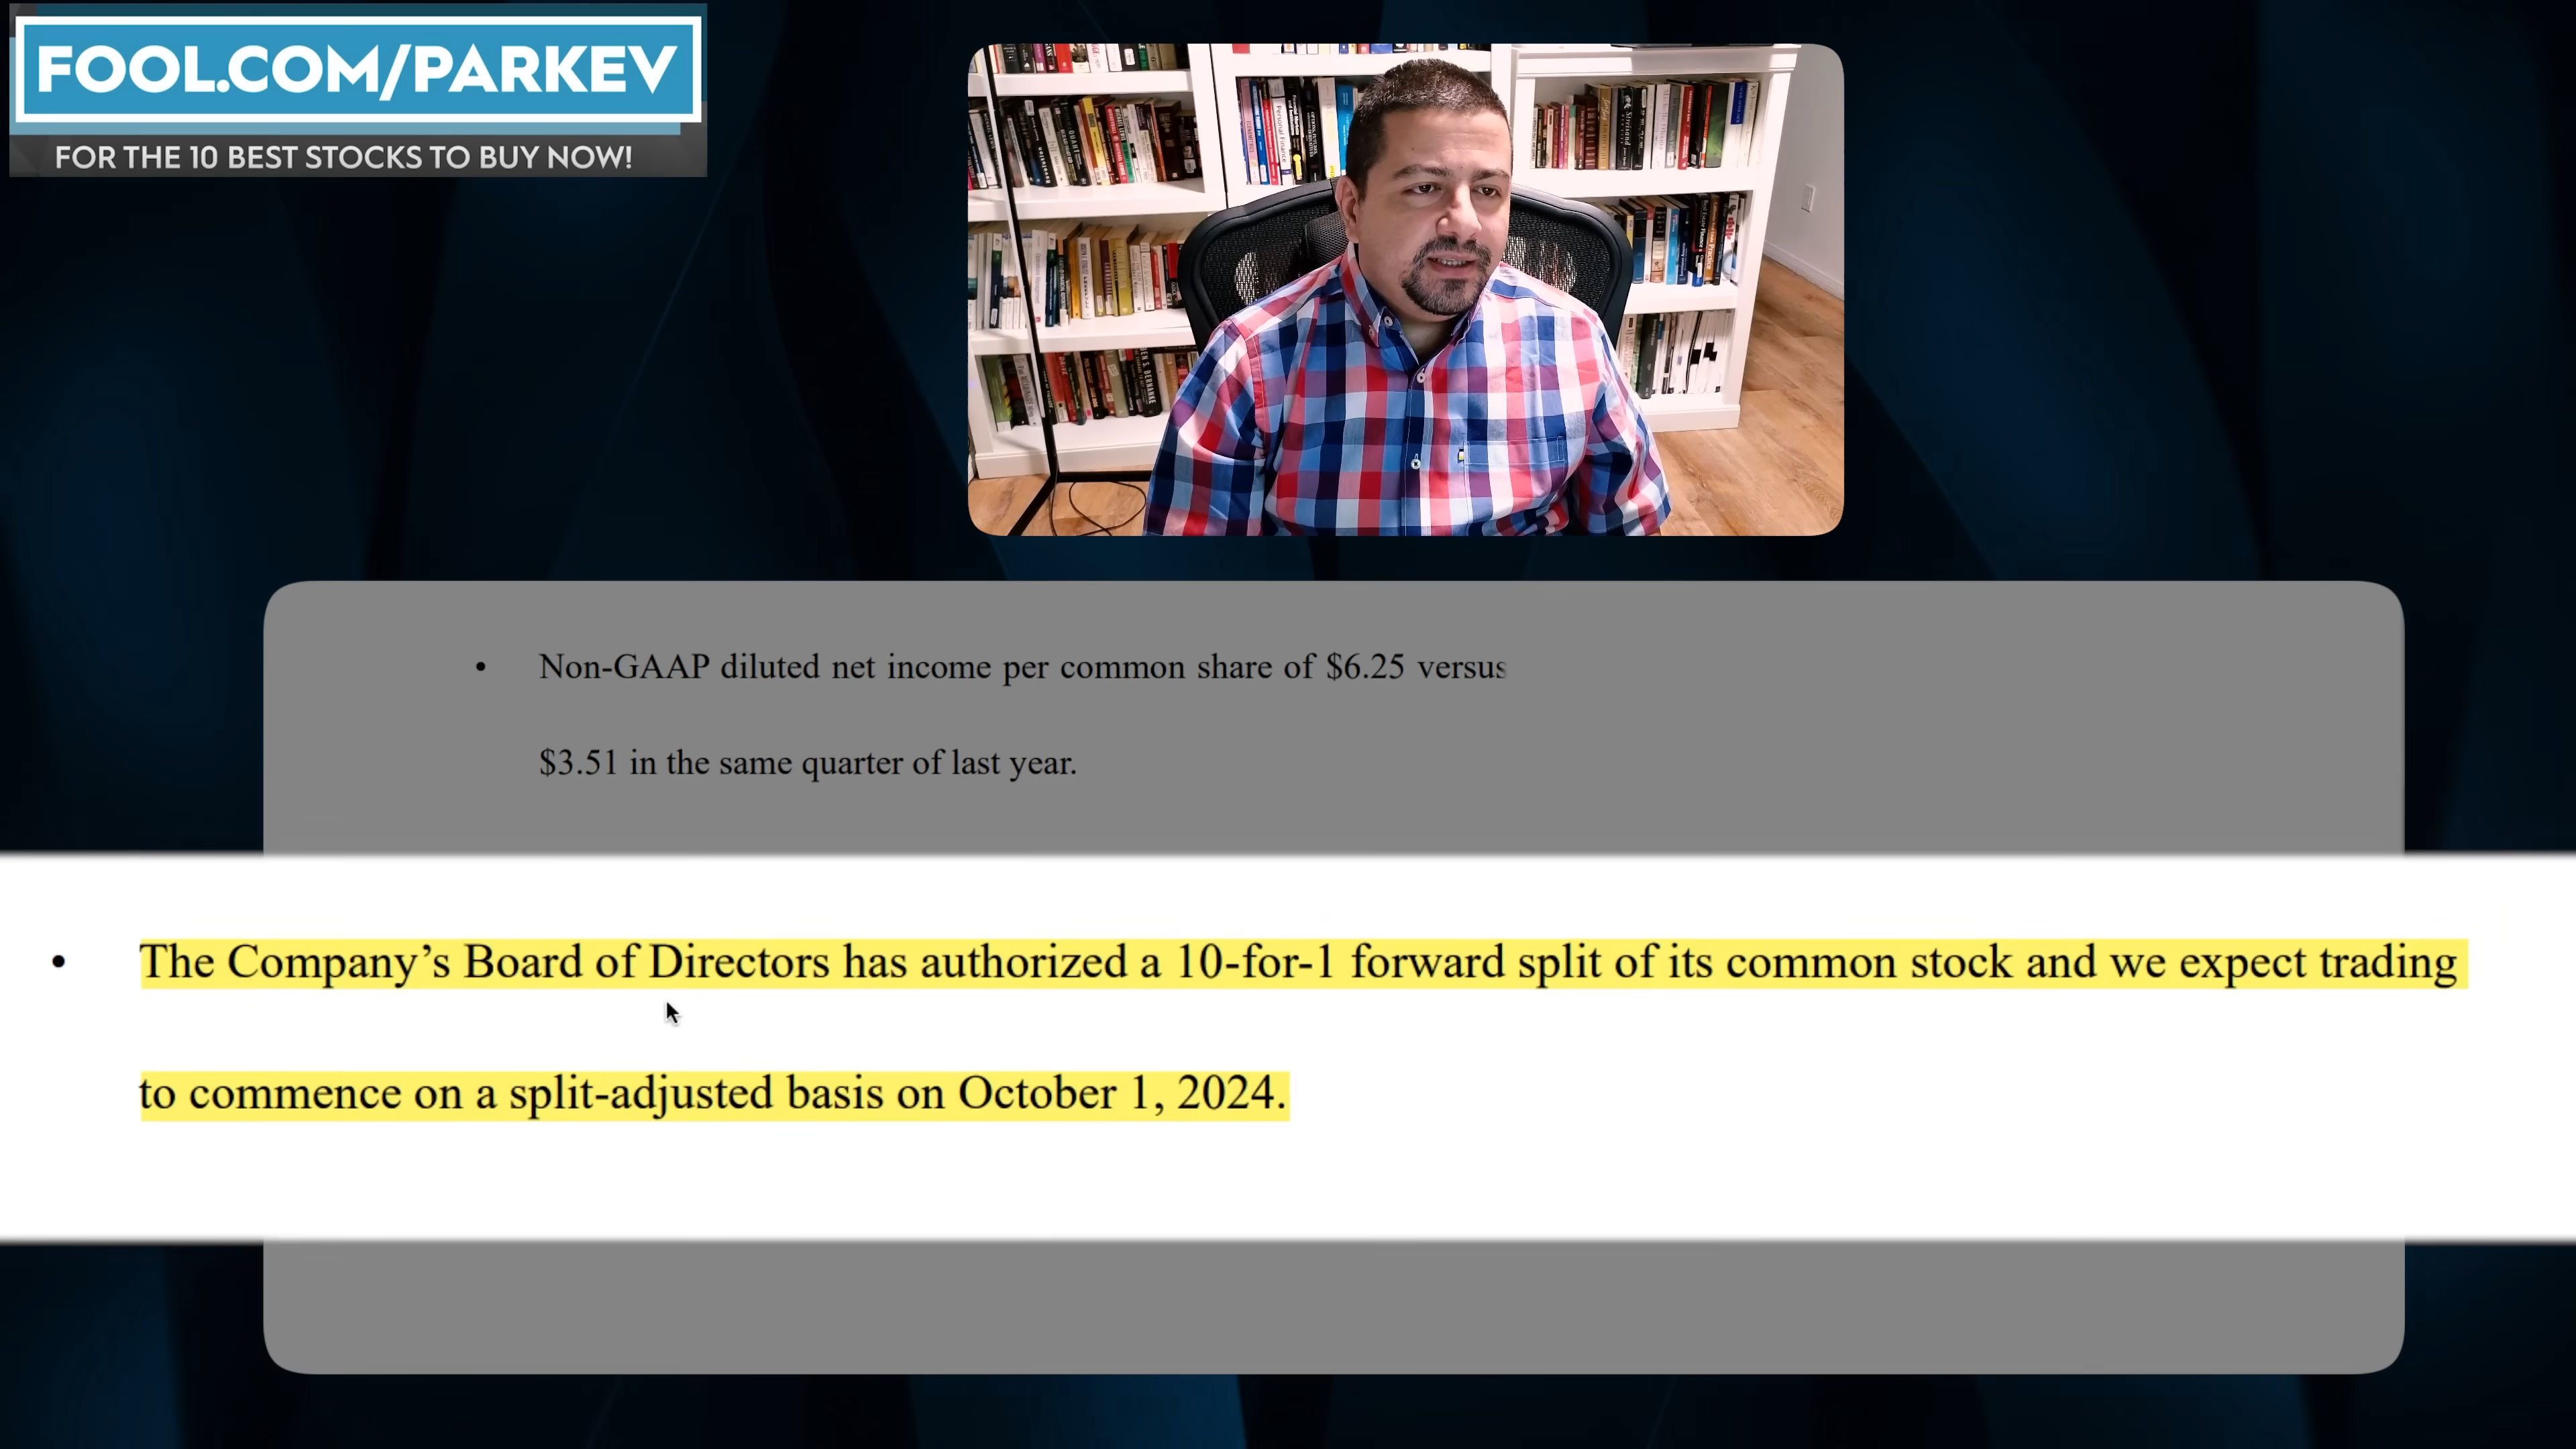 FOOL.COM/PARKEV
FOR THE 10 BEST STOCKS TO BUY NOW!
Personal Finance
• Non-GAAP diluted net income per common share of $6.25 versus
$3.51 in the same quarter of last year.
• The Company’s Board of Directors has authorized a 10-for-1 forward split of its common stock and we expect trading
to commence on a split-adjusted basis on October 1, 2024.